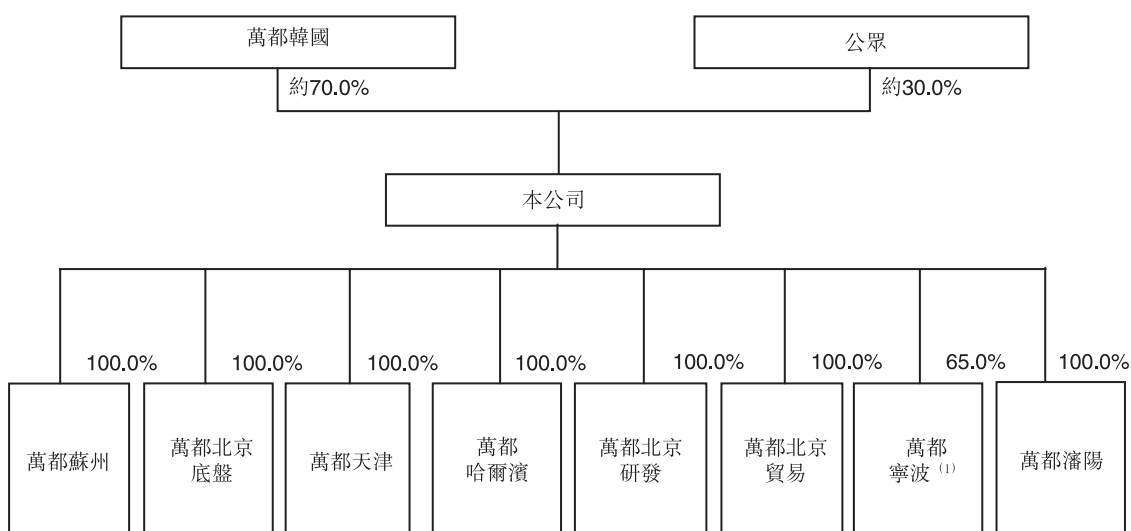 萬都韓國
公眾
約70.0%
約30.0%
本公司
100.0%
100.0%
100.0%
100.0%
100.0%
100.0%
65.0%
100.0%
萬都蘇州
萬都北京
底盤
萬都天津
萬都
哈爾濱
萬都北京
研發
萬都北京
貿易
萬都
寧波 (1)
萬都瀋陽